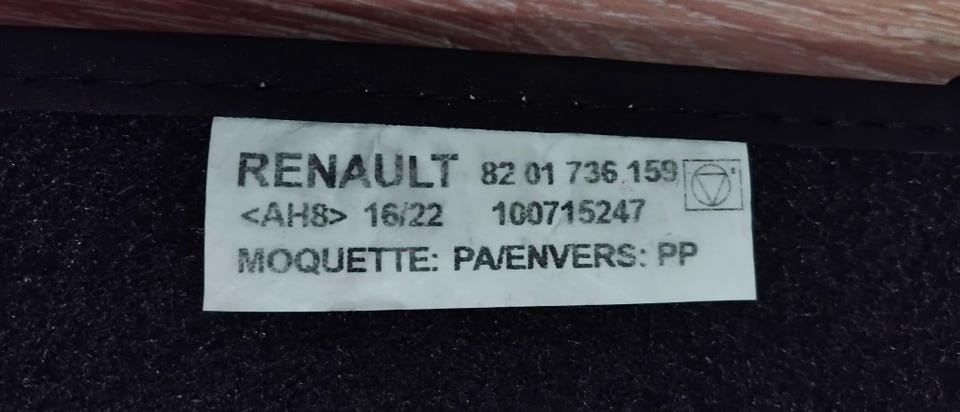 RENAULT 82 01 736 159
<AH8> 16/22 100715247
MOQUETTE: PA/ENVERS: PP